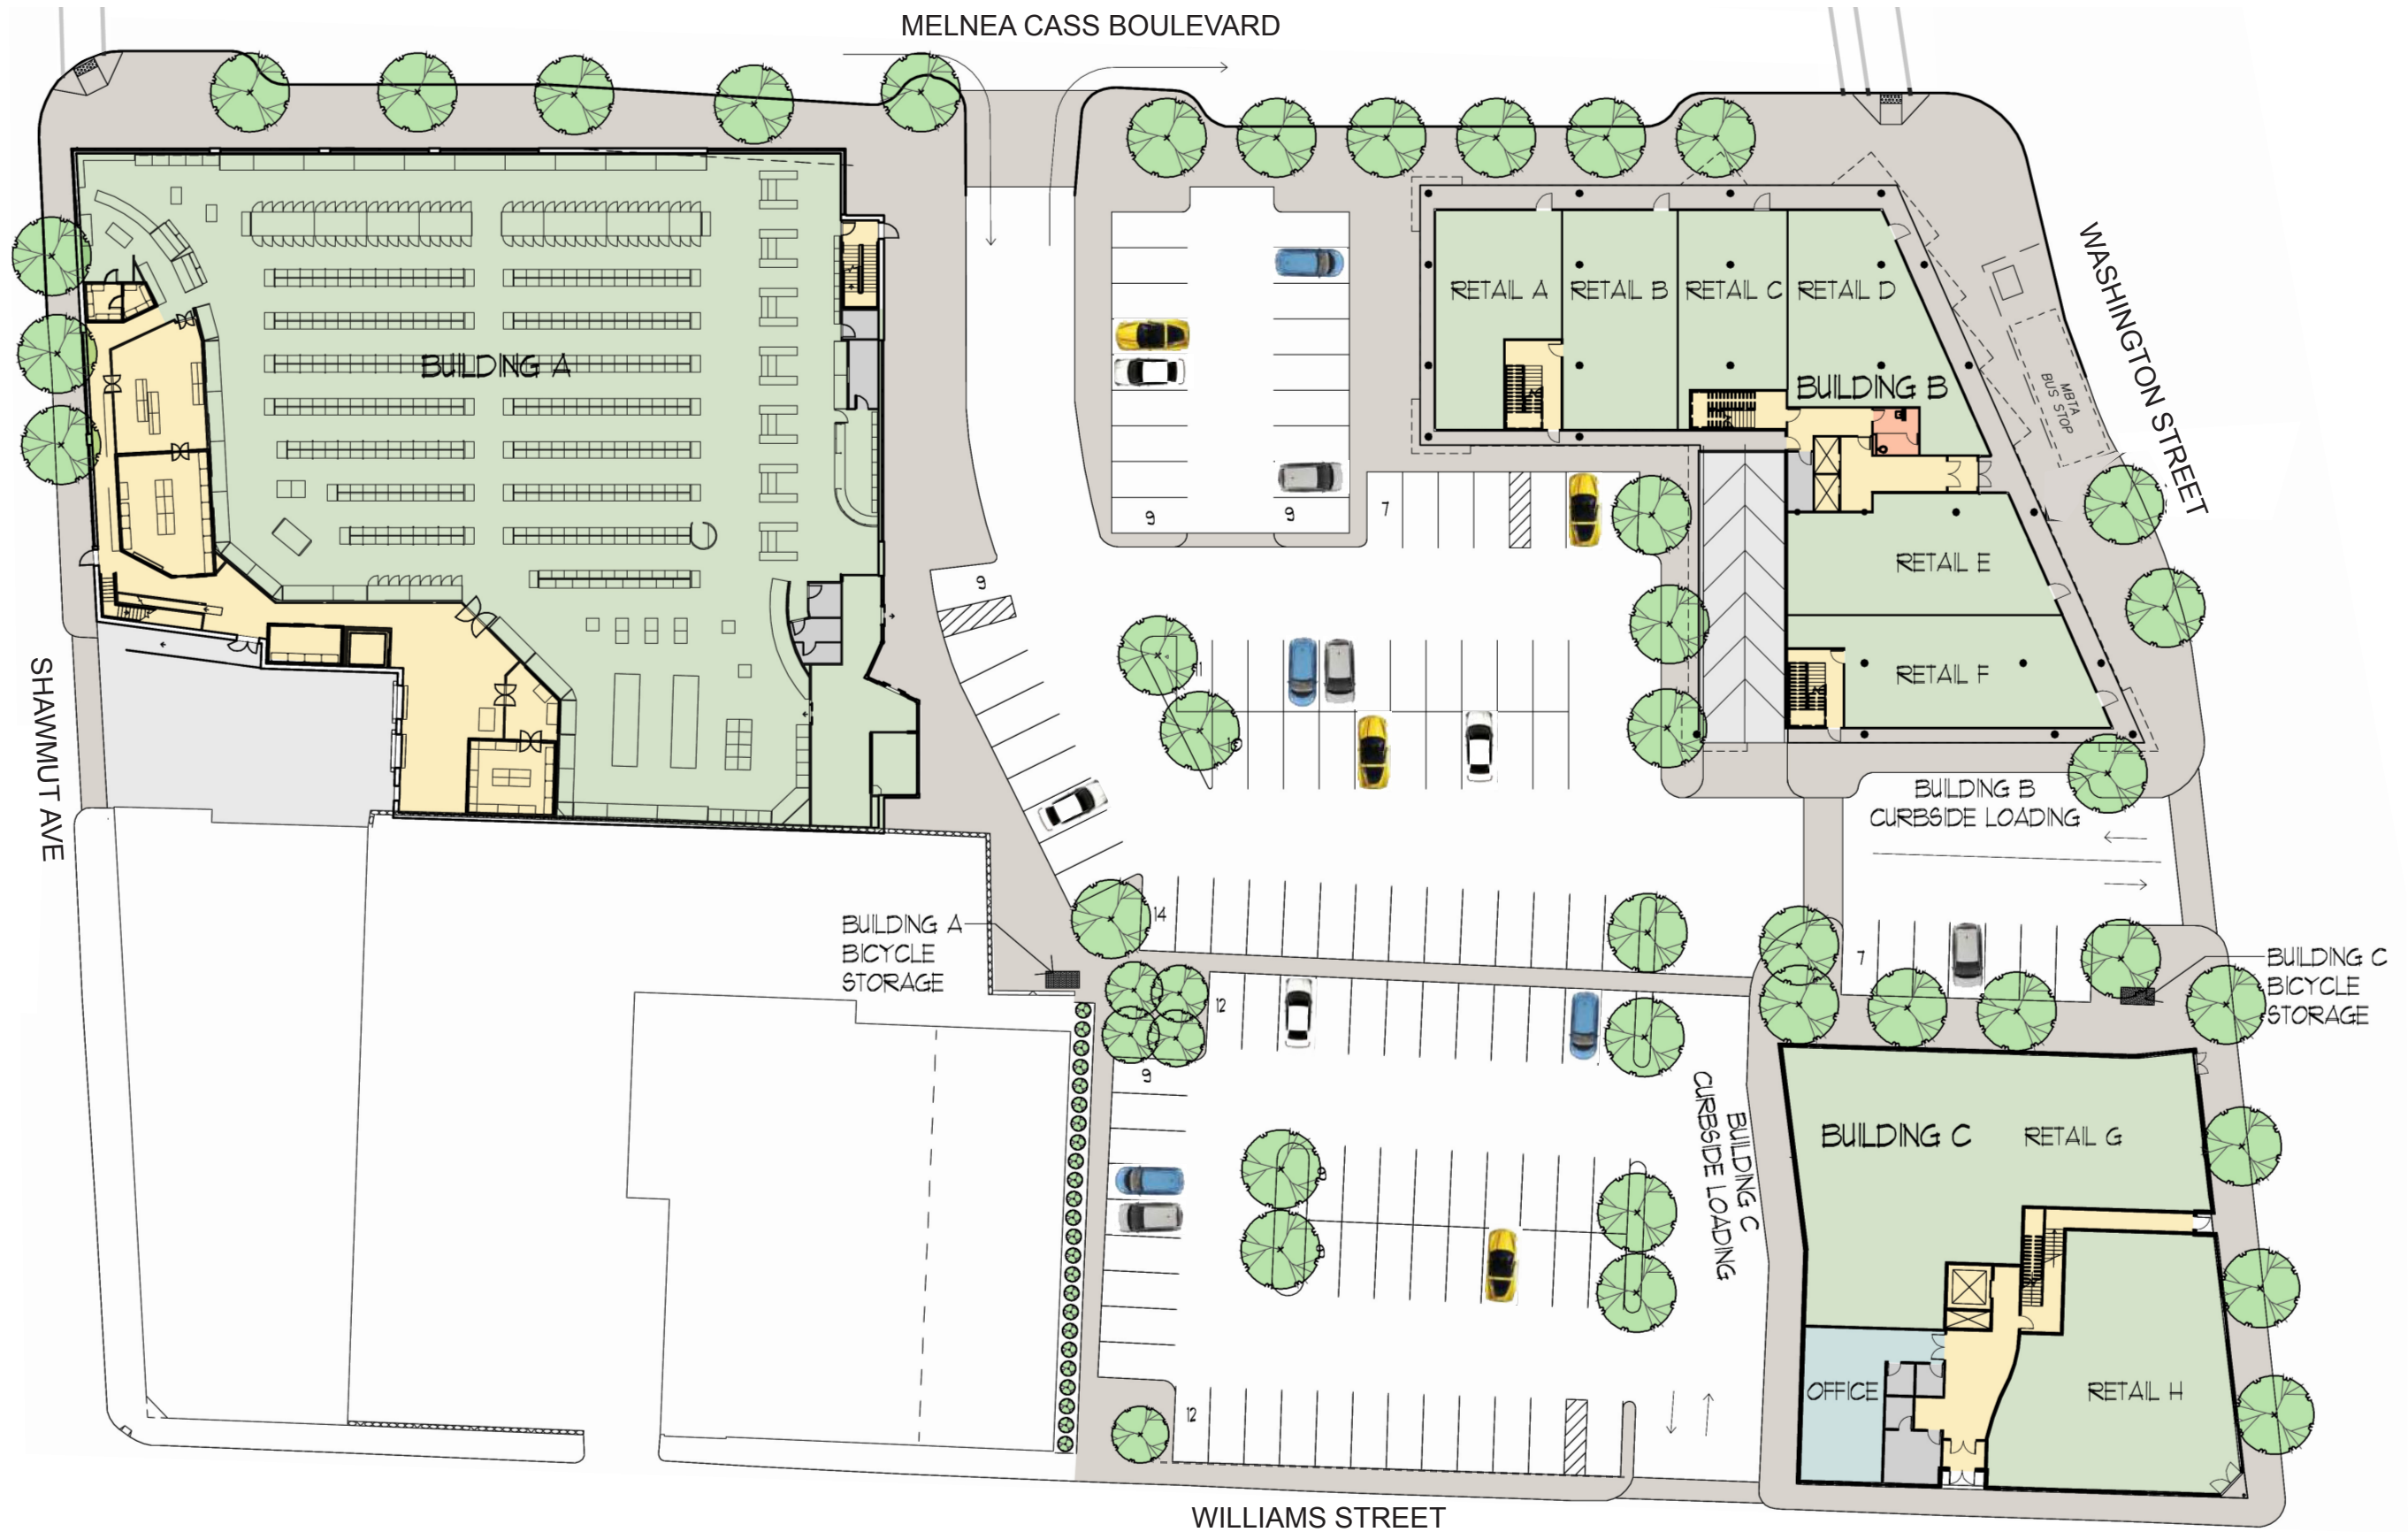 MELNEA CASS BOULEVARD
WASHINGTON STREET
SHAWMUT AVE
WILLIAMS STREET
BUILDING A
RETAIL A
RETAIL B
RETAIL C
RETAIL D
BUILDING B
MBTA
BUS STOP
RETAIL E
RETAIL F
9
9
7
9
11
BUILDING B
CURBSIDE LOADING
BUILDING A
BICYCLE
STORAGE
14
7
BUILDING C
BICYCLE
STORAGE
12
9
BUILDING C
CURBSIDE LOADING
BUILDING C
RETAIL G
9
9
OFFICE
RETAIL H
12